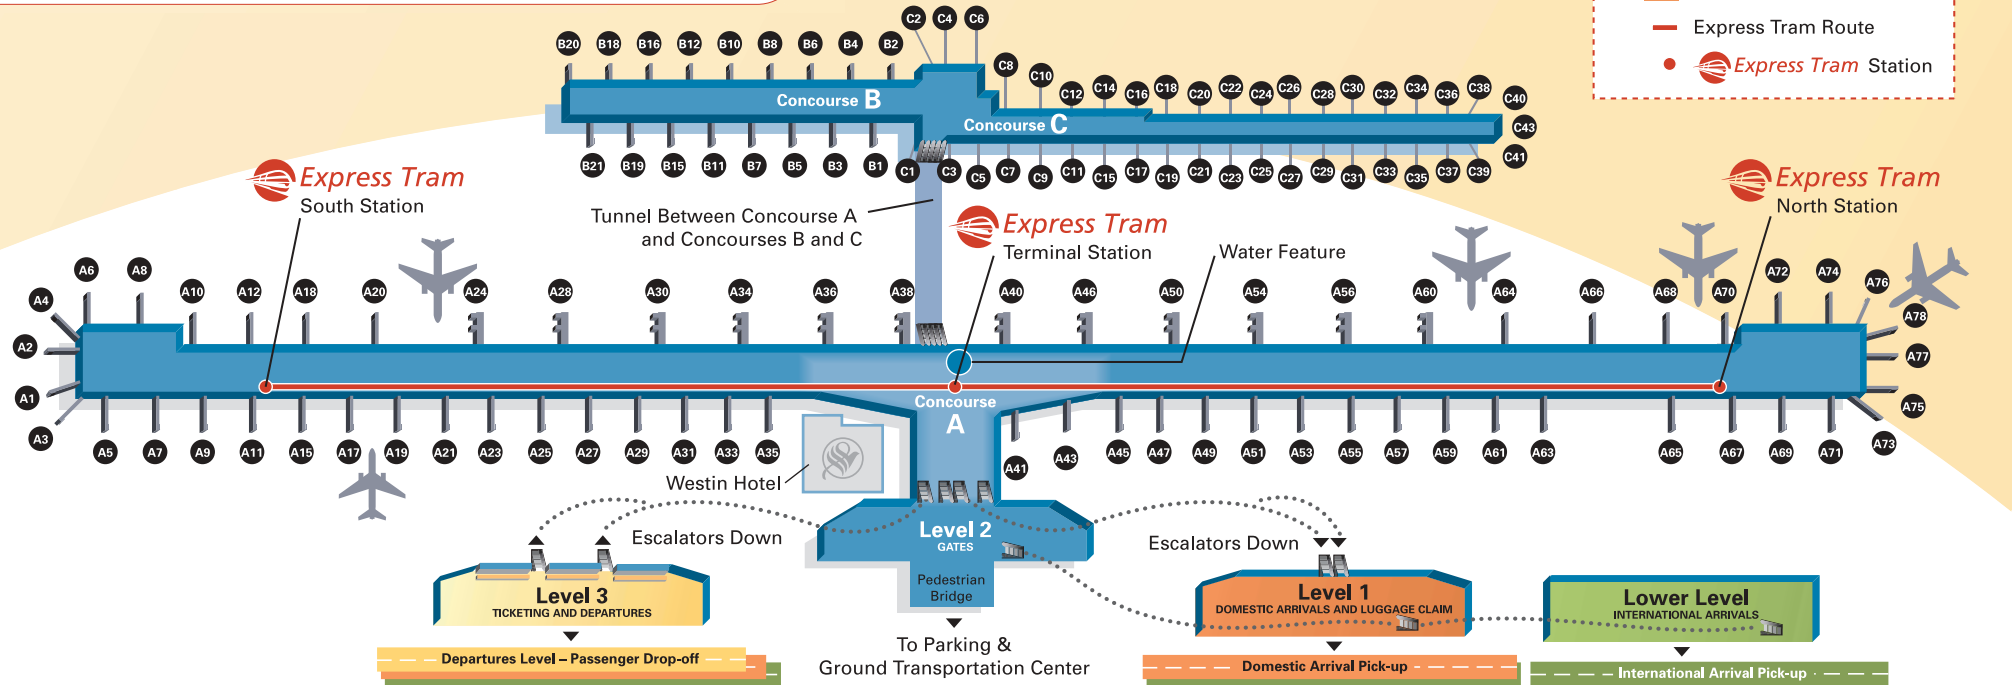 Express Tram Route
Express Tram Station
C2 C4 C6
B20 B18 B16 B12 B10 B8 B6 B4 B2
C8 C10 C12 C14 C16 C18 C20 C22 C24 C26 C28 C30 C32 C34 C36 C38 C40
Concourse B
Concourse C
C43
C41
B21 B19 B15 B11 B7 B5 B3 B1
C1 C3 C5 C7 C9 C11 C15 C17 C19 C21 C23 C25 C27 C29 C31 C33 C35 C37 C39
Express Tram
South Station
Tunnel Between Concourse A
and Concourses B and C
Express Tram
Terminal Station
Water Feature
Express Tram
North Station
A6 A8 A10 A12 A18 A20 A24 A28 A30 A34 A36 A38 A40 A46 A50 A54 A56 A60 A64 A66 A68 A70 A72 A74 A76
A4
A2
A1
A3
A78
A77
A75
A73
Concourse
A
A5 A7 A9 A11 A15 A17 A19 A21 A23 A25 A27 A29 A31 A33 A35 A41 A43 A45 A47 A49 A51 A53 A55 A57 A59 A61 A63 A65 A67 A69 A71
Westin Hotel
Escalators Down
Level 2
GATES
Pedestrian
Bridge
Escalators Down
Level 3
TICKETING AND DEPARTURES
Level 1
DOMESTIC ARRIVALS AND LUGGAGE CLAIM
Lower Level
INTERNATIONAL ARRIVALS
To Parking &
Ground Transportation Center
Departures Level – Passenger Drop-off
Domestic Arrival Pick-up
International Arrival Pick-up